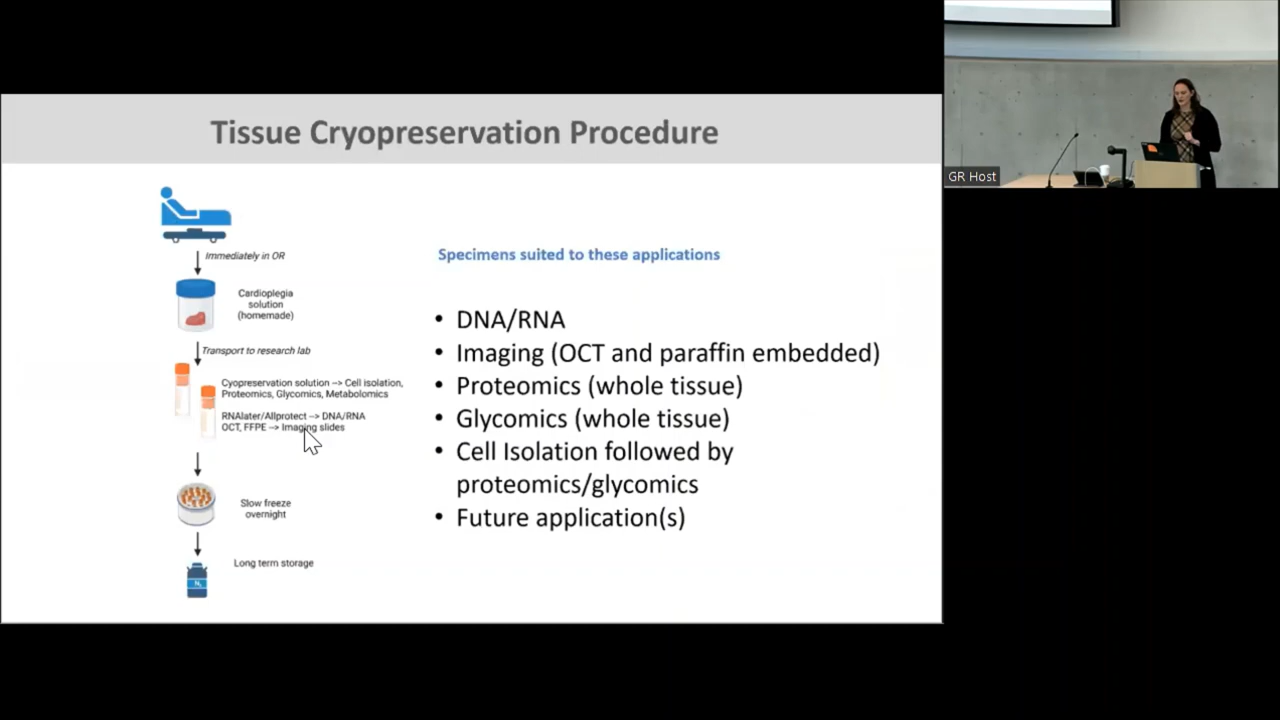 Tissue Cryopreservation Procedure
Immediately in OR
Cardioplegia
solution
(homemade)
Transport to research lab
Cyopreservation solution --> Cell isolation,
Proteomics, Glycomics, Metabolomics
RNAlater/Allprotect --> DNA/RNA
OCT, FFPE --> Imaging slides
Slow freeze
overnight
Long term storage
N₂
Specimens suited to these applications
• DNA/RNA
• Imaging (OCT and paraffin embedded)
• Proteomics (whole tissue)
• Glycomics (whole tissue)
• Cell Isolation followed by
proteomics/glycomics
• Future application(s)
GR Host